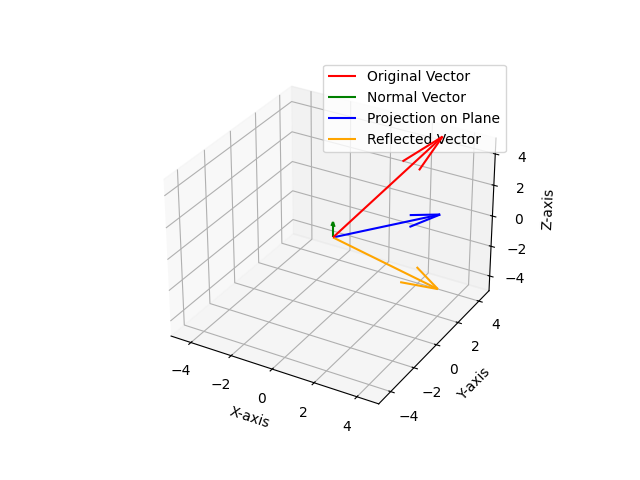 Original Vector
Normal Vector
Projection on Plane
Reflected Vector
4
2
0
−2
−4
Z-axis
4
2
0
−2
−4
Y-axis
−4
−2
0
2
4
X-axis